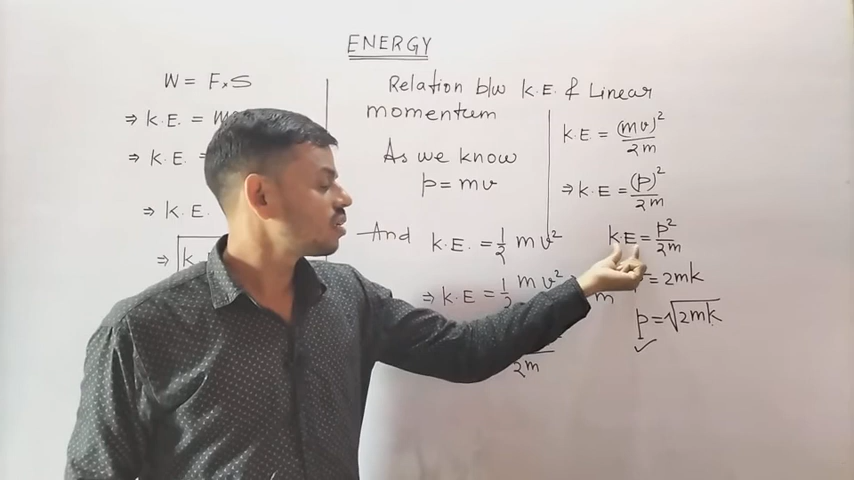 ENERGY
W = F×S
⇒ K.E. =
⇒ K.E. =
⇒ K.E.
⇒
Relation b/w K.E. & Linear
momentum
As we know
p = mv
And K.E. = 1/2 mv²
⇒ K.E = 1/2 mv²
m
2m
K.E = (mv)²/2m
⇒ K.E = (p)²/2m
K.E = p²/2m
= 2mk
p = √2mk